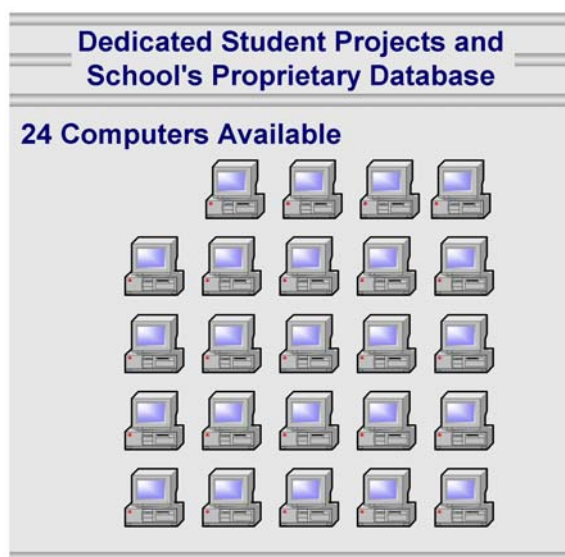 Dedicated Student Projects and
School's Proprietary Database
24 Computers Available